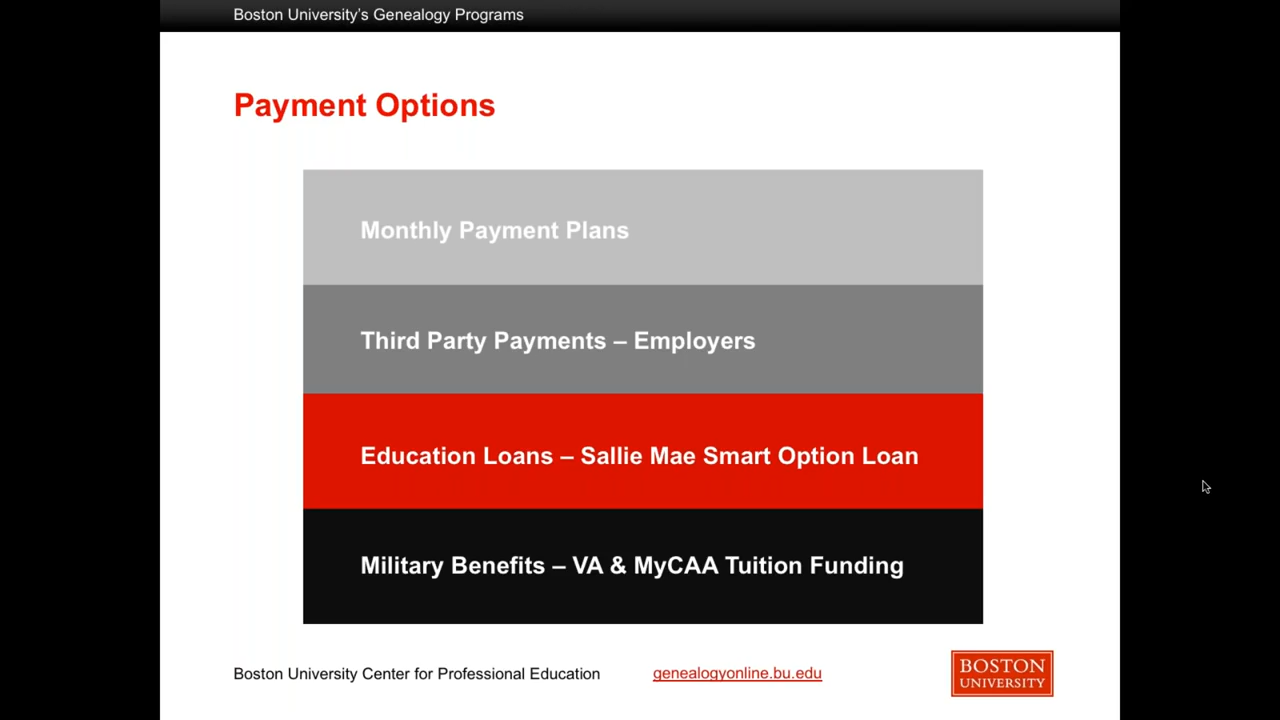 Boston University’s Genealogy Programs
Payment Options
Monthly Payment Plans
Third Party Payments – Employers
Education Loans – Sallie Mae Smart Option Loan
Military Benefits – VA & MyCAA Tuition Funding
Boston University Center for Professional Education
genealogyonline.bu.edu
BOSTON
UNIVERSITY